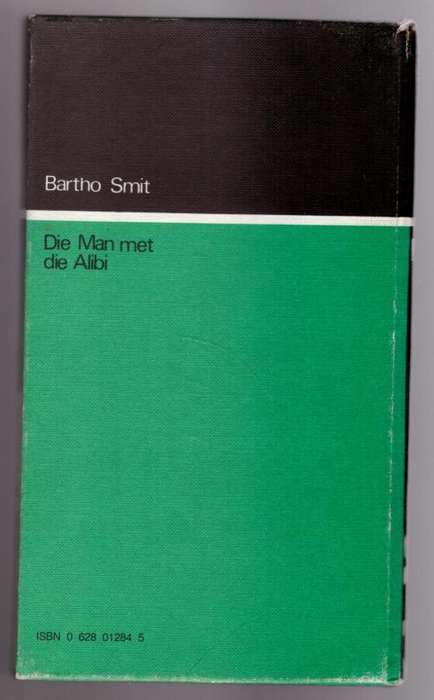 Bartho Smit
Die Man met
die Alibi
ISBN 0 628 01284 5